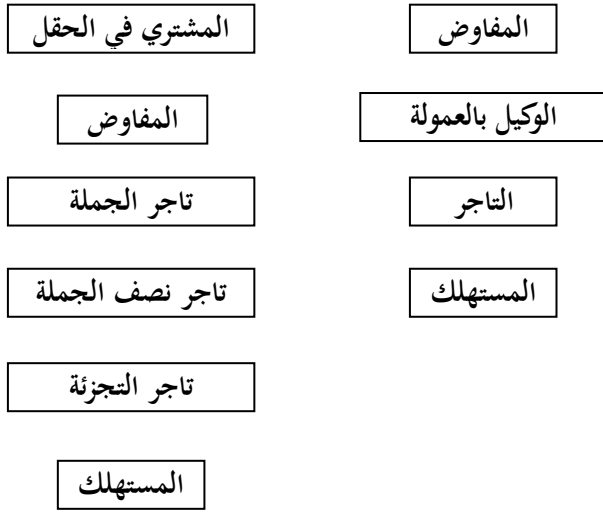 المفاوض
الوكيل بالعمولة
التاجر
المستهلك
المشتري في الحقل
المفاوض
تاجر الجملة
تاجر نصف الجملة
تاجر التجزئة
المستهلك